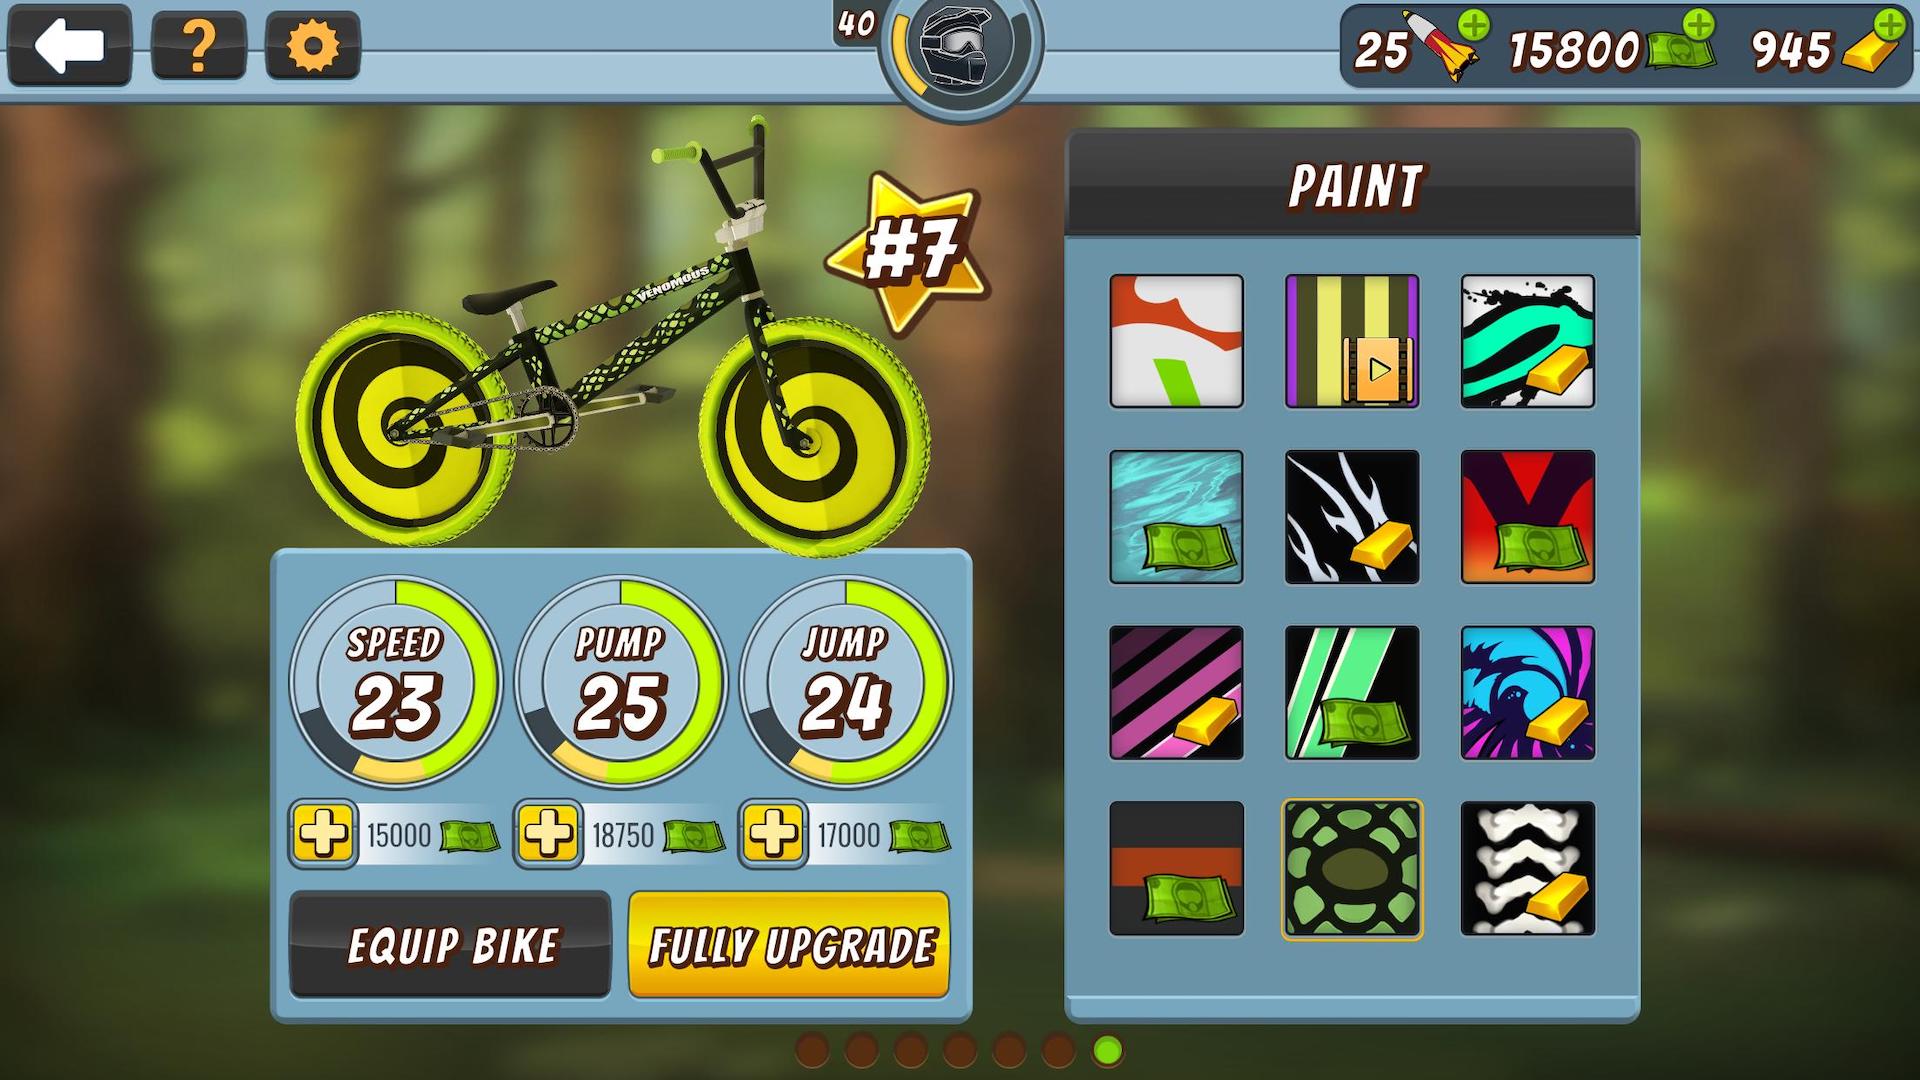 40
25 15800 945
PAINT
#7
VENOMOUS
SPEED
23
PUMP
25
JUMP
24
15000
18750
17000
EQUIP BIKE
FULLY UPGRADE